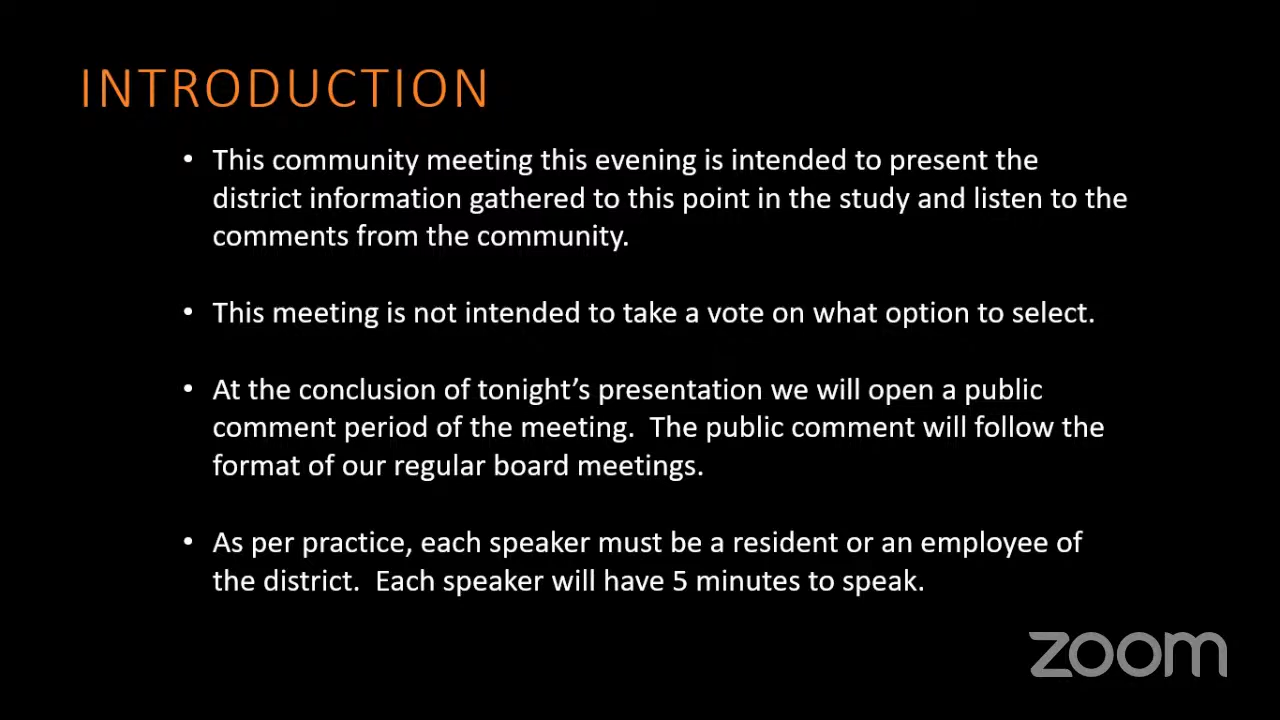 INTRODUCTION
• This community meeting this evening is intended to present the
district information gathered to this point in the study and listen to the
comments from the community.
• This meeting is not intended to take a vote on what option to select.
• At the conclusion of tonight’s presentation we will open a public
comment period of the meeting.  The public comment will follow the
format of our regular board meetings.
• As per practice, each speaker must be a resident or an employee of
the district.  Each speaker will have 5 minutes to speak.
zoom